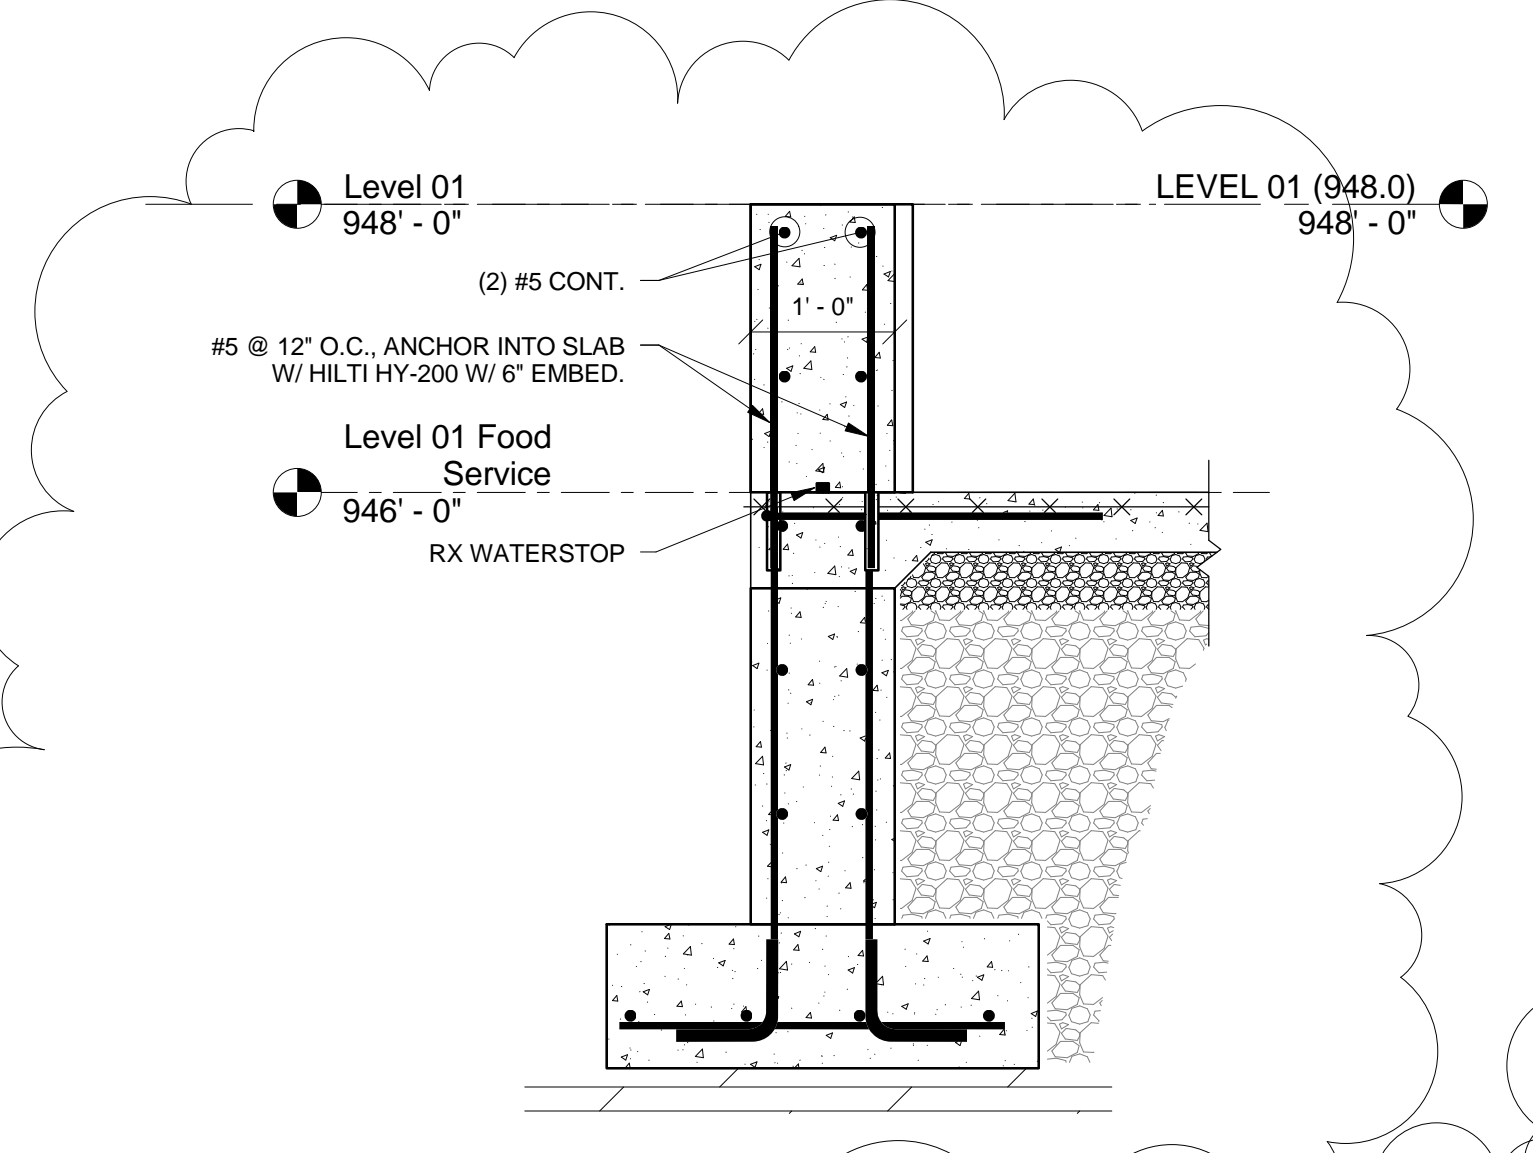 Level 01
948' - 0"
LEVEL 01 (948.0)
948' - 0"
(2) #5 CONT.
1' - 0"
#5 @ 12" O.C., ANCHOR INTO SLAB
W/ HILTI HY-200 W/ 6" EMBED.
Level 01 Food
Service
946' - 0"
RX WATERSTOP